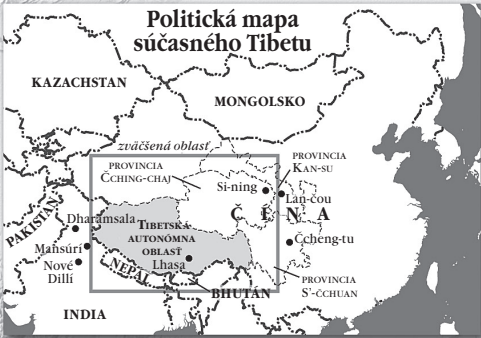 Politická mapa
súčasného Tibetu
KAZACHSTAN
MONGOLSKO
zväčšená oblasť
PROVINCIA
ČCHING-CHAJ
PROVINCIA
KAN-SU
Si-ning
Lan-čou
Č Í N A
PAKISTAN
Dharamsala
TIBETSKÁ
AUTONÓMNA
OBLASŤ
Lhasa
Čcheng-tu
Mansúrí
Nové
Dillí
NEPÁL
BHUTÁN
PROVINCIA
S'-ČCHUAN
INDIA